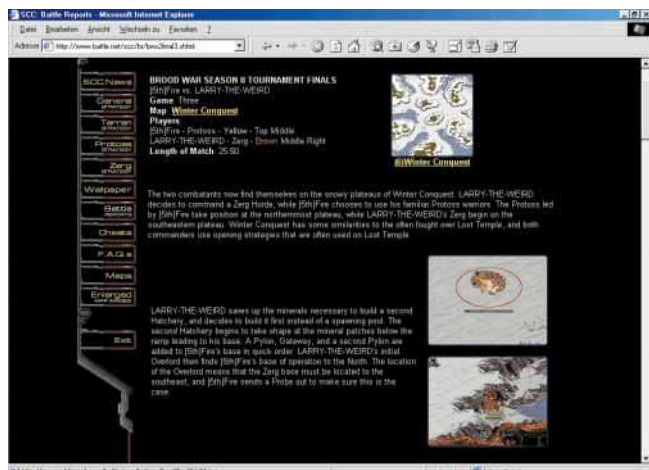 SCC: Battle Reports - Microsoft Internet Explorer
Datei Bearbeiten Ansicht Wechseln zu Favoriten ?
Adresse http://www.battle.net/scc/br/bws2final3.shtml
SCC News
General
STRATEGY
Terran
STRATEGY
Protoss
STRATEGY
Zerg
STRATEGY
Wallpaper
Battle
REPORTS
Cheats
F.A.Q.s
Maps
Enlarged
Exit
BROOD WAR SEASON II TOURNAMENT FINALS
|5th|Fire vs. LARRY-THE-WEIRD
Game Three
Map Winter Conquest
Players
|5th|Fire - Protoss - Yellow - Top Middle
LARRY-THE-WEIRD - Zerg - Brown Middle Right
Length of Match 25:50
Winter Conquest
The two combatants now find themselves on the snowy plateaus of Winter Conquest. LARRY-THE-WEIRD
decides to command a Zerg Horde, while |5th|Fire chooses to use his familiar Protoss warriors. The Protoss led
by |5th|Fire take position at the northernmost plateau, while LARRY-THE-WEIRD's Zerg begin on the
southeastern plateau. Winter Conquest has some similarities to the often fought over Lost Temple, and both
commanders use opening strategies that are often used on Lost Temple.
LARRY-THE-WEIRD saves up the minerals necessary to build a second
Hatchery, and decides to build it first instead of a spawning pool. The
second Hatchery begins to take shape at the mineral patches below the
ramp leading to his base. A Pylon, Gateway, and a second Pylon are
added to |5th|Fire's base in quick order. LARRY-THE-WEIRD's initial
Overlord then finds |5th|Fire's base of operation to the North. The location
of the Overlord means that the Zerg base must be located to the
southeast, and |5th|Fire sends a Probe out to make sure this is the
case.